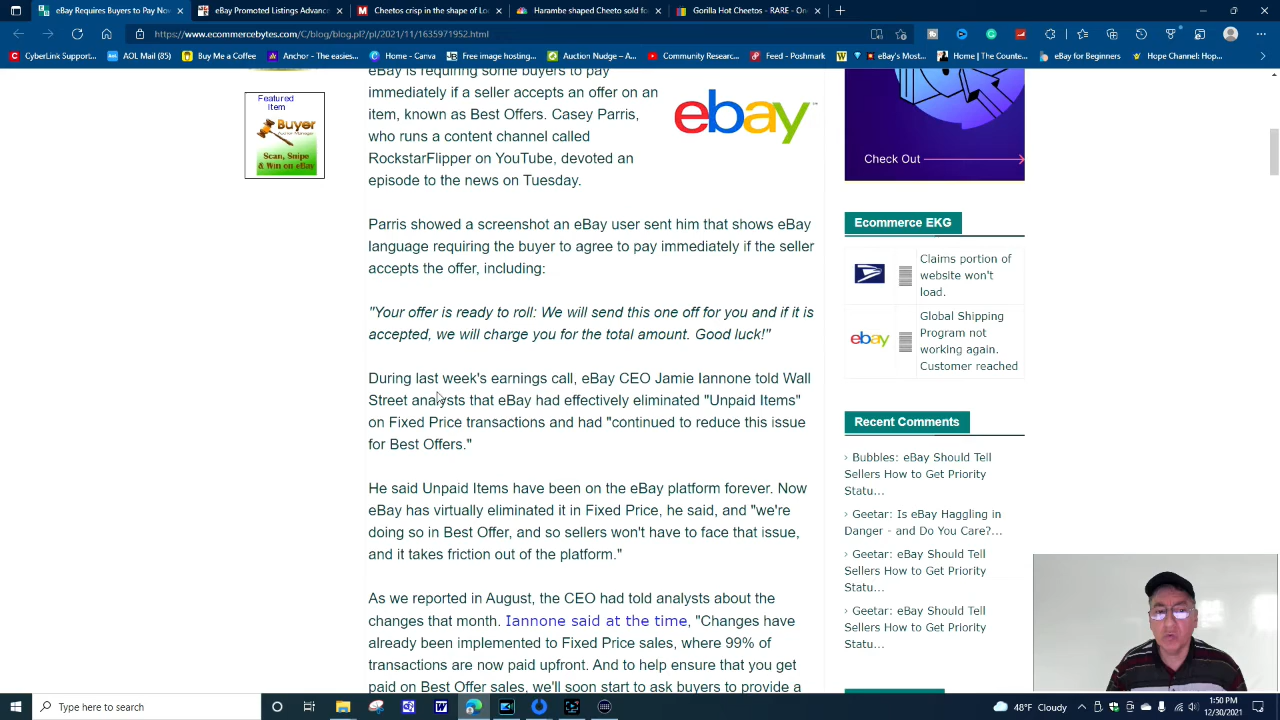 eBay Requires Buyers to Pay Now
eBay Promoted Listings Advance
Cheetos crisp in the shape of Loc
Harambe shaped Cheeto sold fo
Gorilla Hot Cheetos - RARE - On
https://www.ecommercebytes.com/C/blog/blog.pl?/pl/2021/11/1635971952.html
CyberLink Support...
AOL Mail (85)
Buy Me a Coffee
Anchor - The easies...
Home - Canva
Free image hosting...
Auction Nudge – A...
Community Researc...
Feed - Poshmark
eBay's Most...
Home | The Counte...
eBay for Beginners
Hope Channel: Hop...
Featured
Item
Buyer
Scan, Snipe
& Win on eBay
eBay is requiring some buyers to pay
immediately if a seller accepts an offer on an
item, known as Best Offers. Casey Parris,
who runs a content channel called
RockstarFlipper on YouTube, devoted an
episode to the news on Tuesday.
ebay
Parris showed a screenshot an eBay user sent him that shows eBay
language requiring the buyer to agree to pay immediately if the seller
accepts the offer, including:
"Your offer is ready to roll: We will send this one off for you and if it is
accepted, we will charge you for the total amount. Good luck!"
During last week's earnings call, eBay CEO Jamie Iannone told Wall
Street analysts that eBay had effectively eliminated "Unpaid Items"
on Fixed Price transactions and had "continued to reduce this issue
for Best Offers."
He said Unpaid Items have been on the eBay platform forever. Now
eBay has virtually eliminated it in Fixed Price, he said, and "we're
doing so in Best Offer, and so sellers won't have to face that issue,
and it takes friction out of the platform."
As we reported in August, the CEO had told analysts about the
changes that month. Iannone said at the time, "Changes have
already been implemented to Fixed Price sales, where 99% of
transactions are now paid upfront. And to help ensure that you get
paid on Best Offer sales, we'll soon start to ask buyers to provide a
Check Out
Ecommerce EKG
Claims portion of
website won't
load.
ebay
Global Shipping
Program not
working again.
Customer reached
Recent Comments
› Bubbles: eBay Should Tell
Sellers How to Get Priority
Statu...
› Geetar: Is eBay Haggling in
Danger - and Do You Care?...
› Geetar: eBay Should Tell
Sellers How to Get Priority
Statu...
› Geetar: eBay Should Tell
Sellers How to Get Priority
Statu...
Type here to search
48°F Cloudy
1:50 PM
12/30/2021